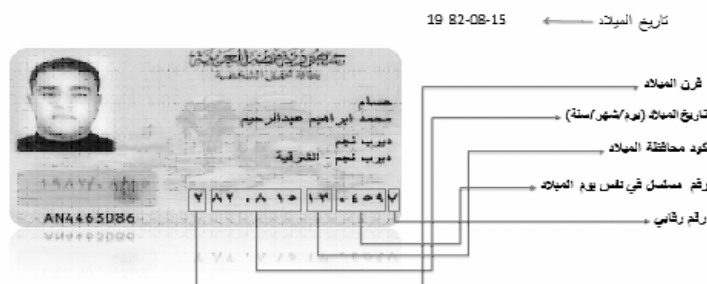 تاريخ الميلاد 19 82-08-15
جمهورية مصر العربية
بطاقة تحقيق الشخصية
حسام
محمد ابراهيم عبدالرحيم
ديرب نجم
ديرب نجم - الشرقية
٢ ٨٢ ٠٨ ١٥ ١٣ ٠٤٥٩ ٧
AN4463D86
قرن الميلاد
تاريخ الميلاد (يوم/شهر/سنة)
كود محافظة الميلاد
رقم مسلسل في نفس يوم الميلاد
رقم رقابي